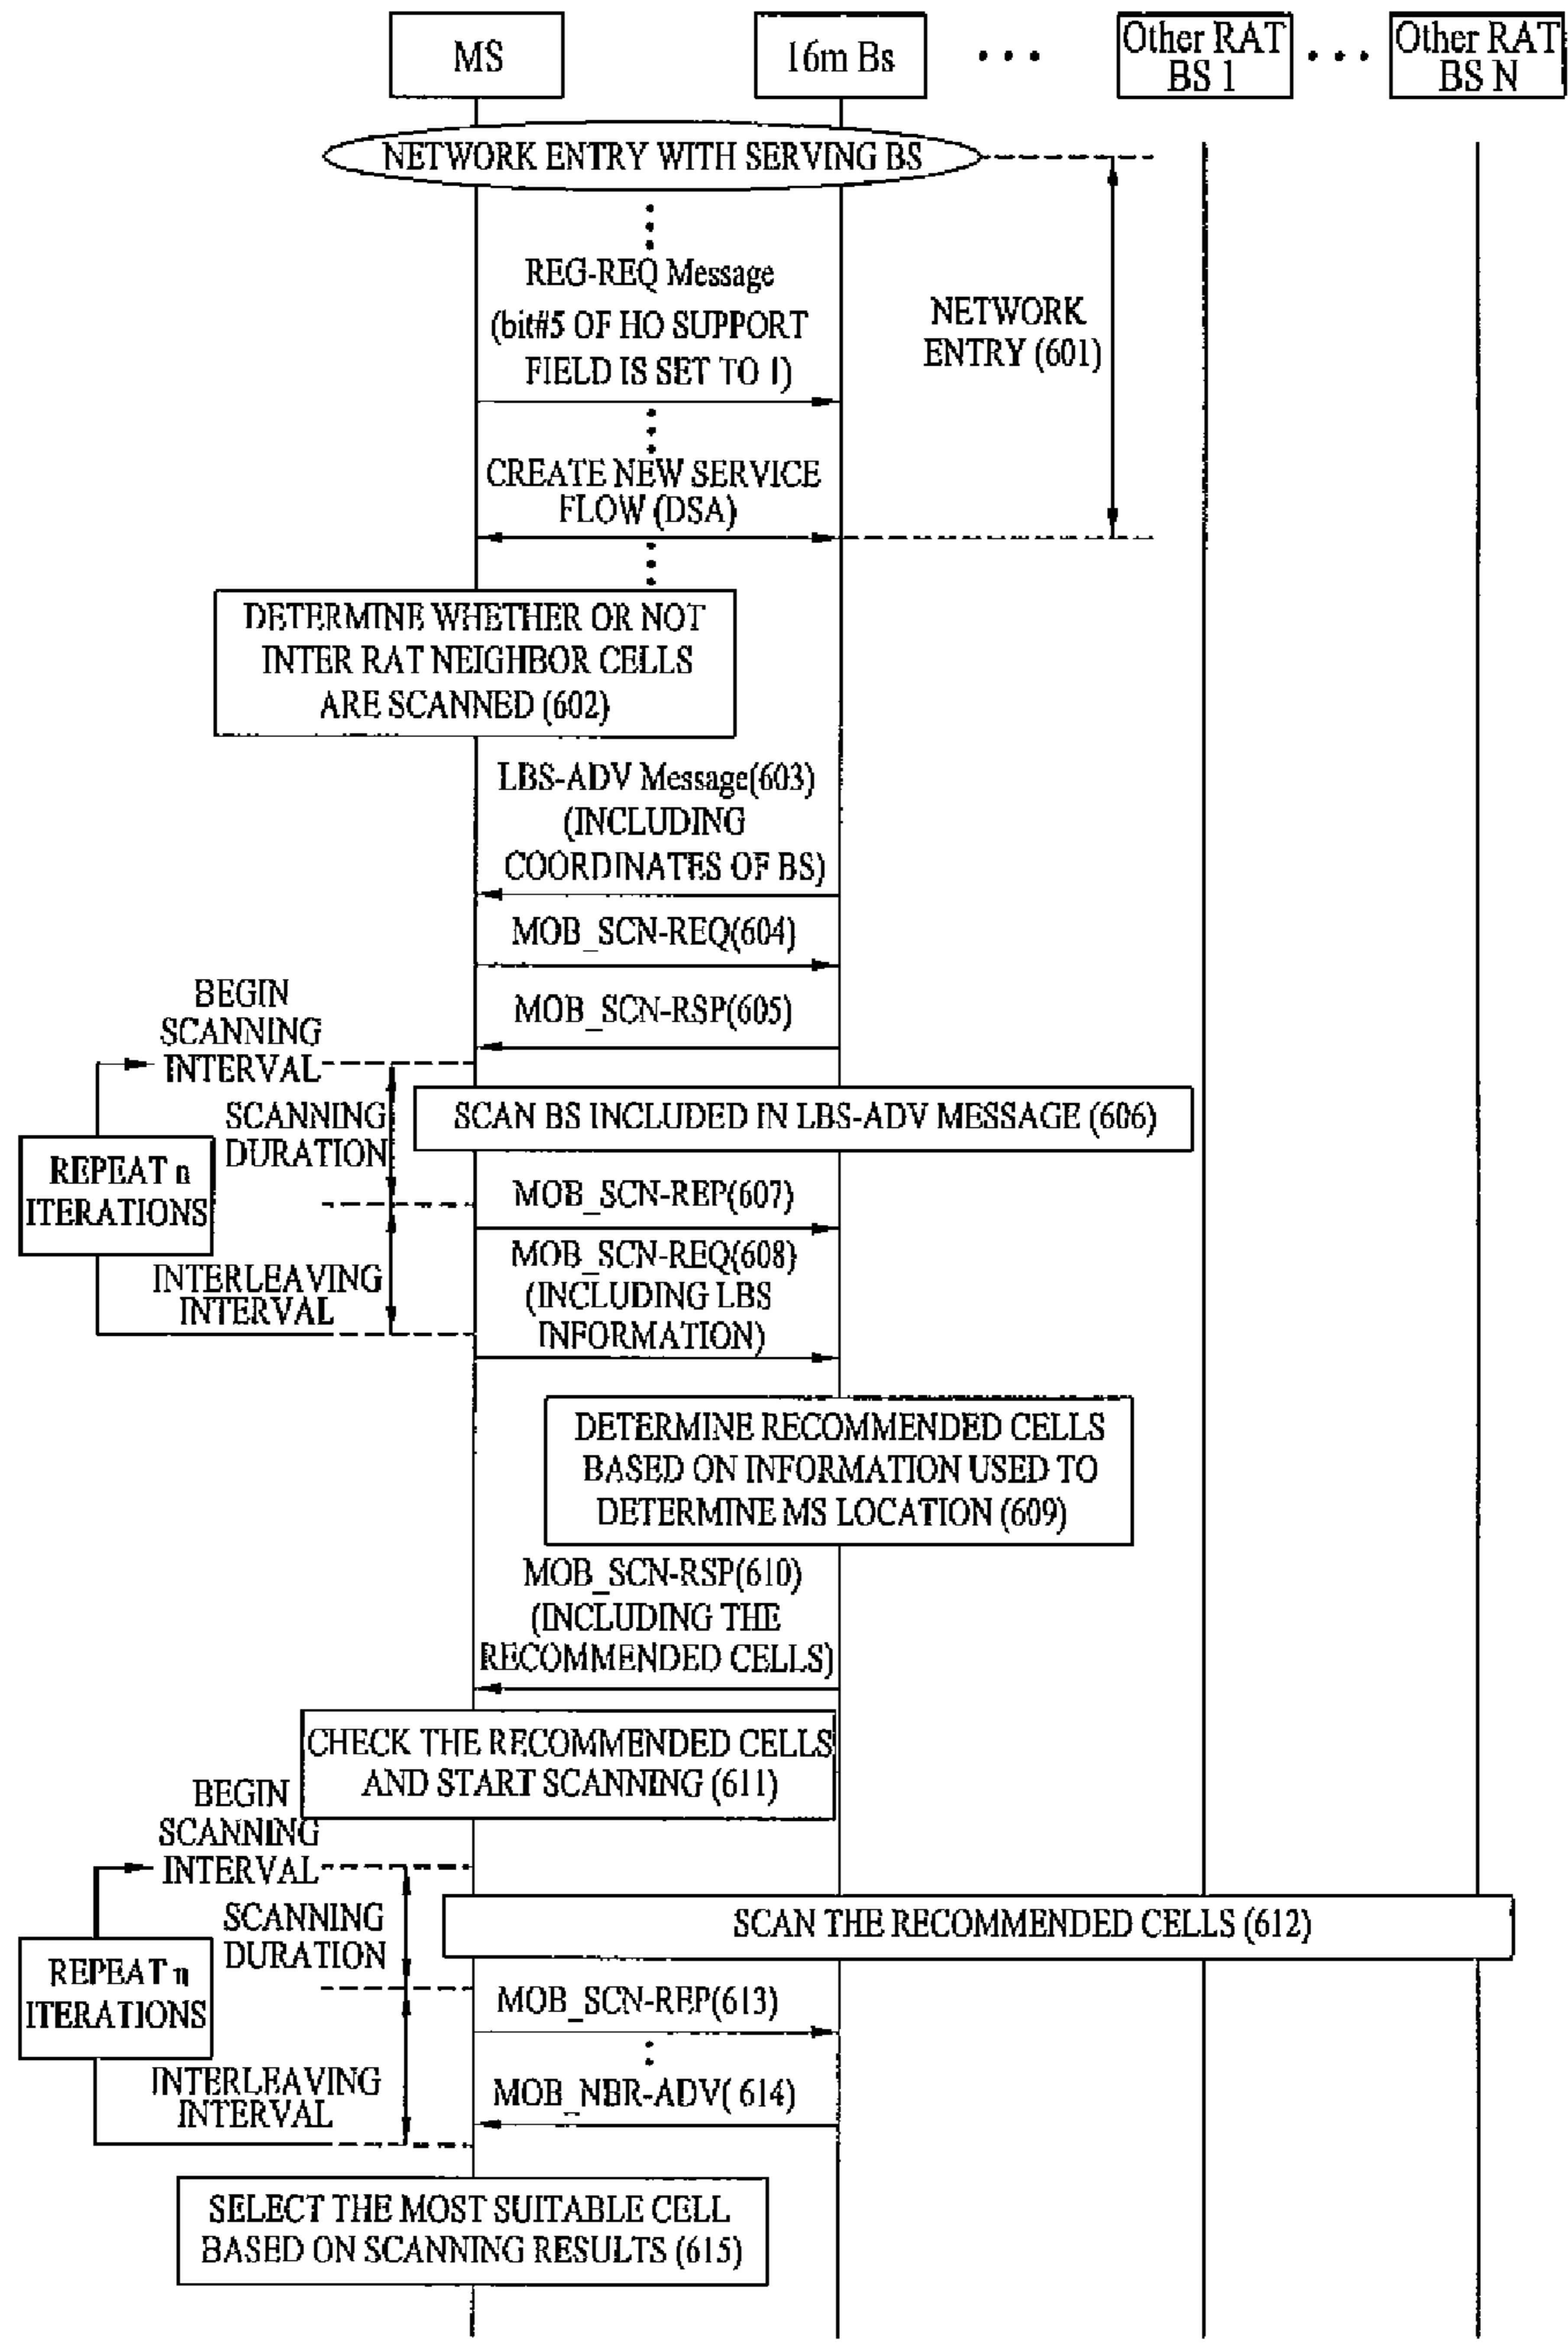 MS
16m Bs
Other RAT
BS 1
Other RAT
BS N
NETWORK ENTRY WITH SERVING BS
REG-REQ Message
(bit#5 OF HO SUPPORT
FIELD IS SET TO 1)
NETWORK
ENTRY (601)
CREATE NEW SERVICE
FLOW (DSA)
DETERMINE WHETHER OR NOT
INTER RAT NEIGHBOR CELLS
ARE SCANNED (602)
LBS-ADV Message(603)
(INCLUDING
COORDINATES OF BS)
MOB_SCN-REQ(604)
MOB_SCN-RSP(605)
BEGIN
SCANNING
INTERVAL
SCAN BS INCLUDED IN LBS-ADV MESSAGE (606)
SCANNING
DURATION
REPEAT n
ITERATIONS
MOB_SCN-REP(607)
MOB_SCN-REQ(608)
(INCLUDING LBS
INFORMATION)
INTERLEAVING
INTERVAL
DETERMINE RECOMMENDED CELLS
BASED ON INFORMATION USED TO
DETERMINE MS LOCATION (609)
MOB_SCN-RSP(610)
(INCLUDING THE
RECOMMENDED CELLS)
CHECK THE RECOMMENDED CELLS
AND START SCANNING (611)
BEGIN
SCANNING
INTERVAL
SCAN THE RECOMMENDED CELLS (612)
SCANNING
DURATION
REPEAT n
ITERATIONS
MOB_SCN-REP(613)
MOB_NBR-ADV( 614)
INTERLEAVING
INTERVAL
SELECT THE MOST SUITABLE CELL
BASED ON SCANNING RESULTS (615)